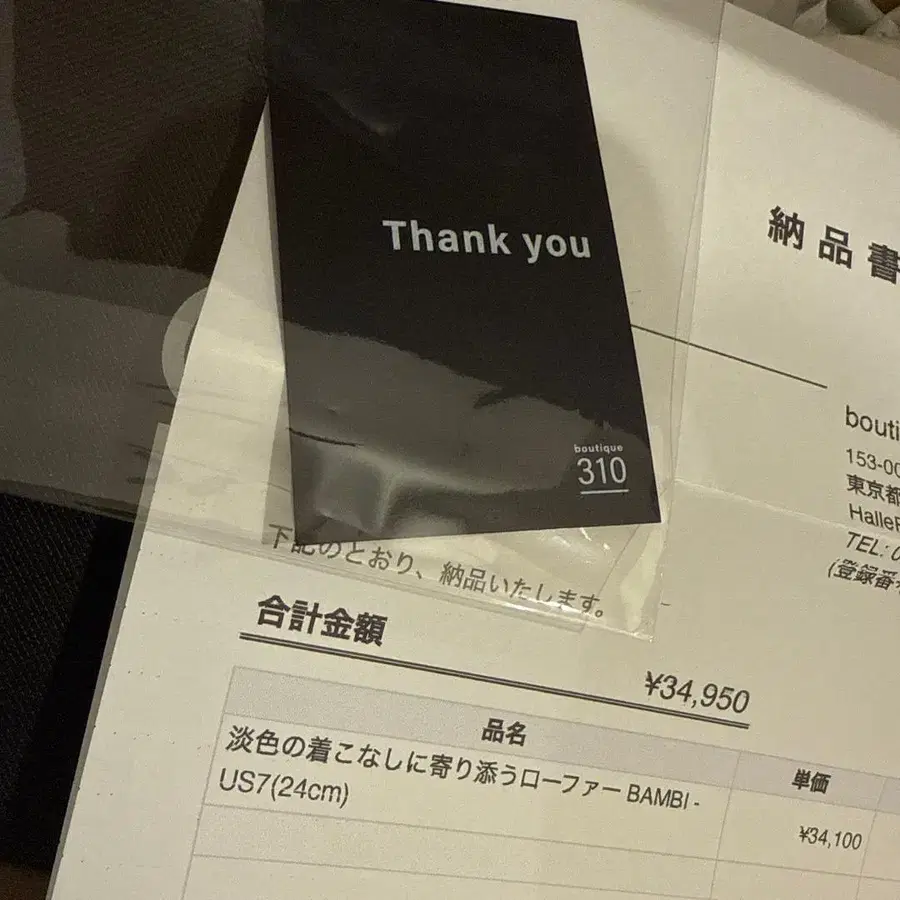 Thank you
boutique
310
納品書
bouti
153-00
東京都
HalleF
TEL: 0
(登録番
下記のとおり、納品いたします。
合計金額
¥34,950
品名
単価
淡色の着こなしに寄り添うローファー BAMBI -
US7(24cm)
¥34,100